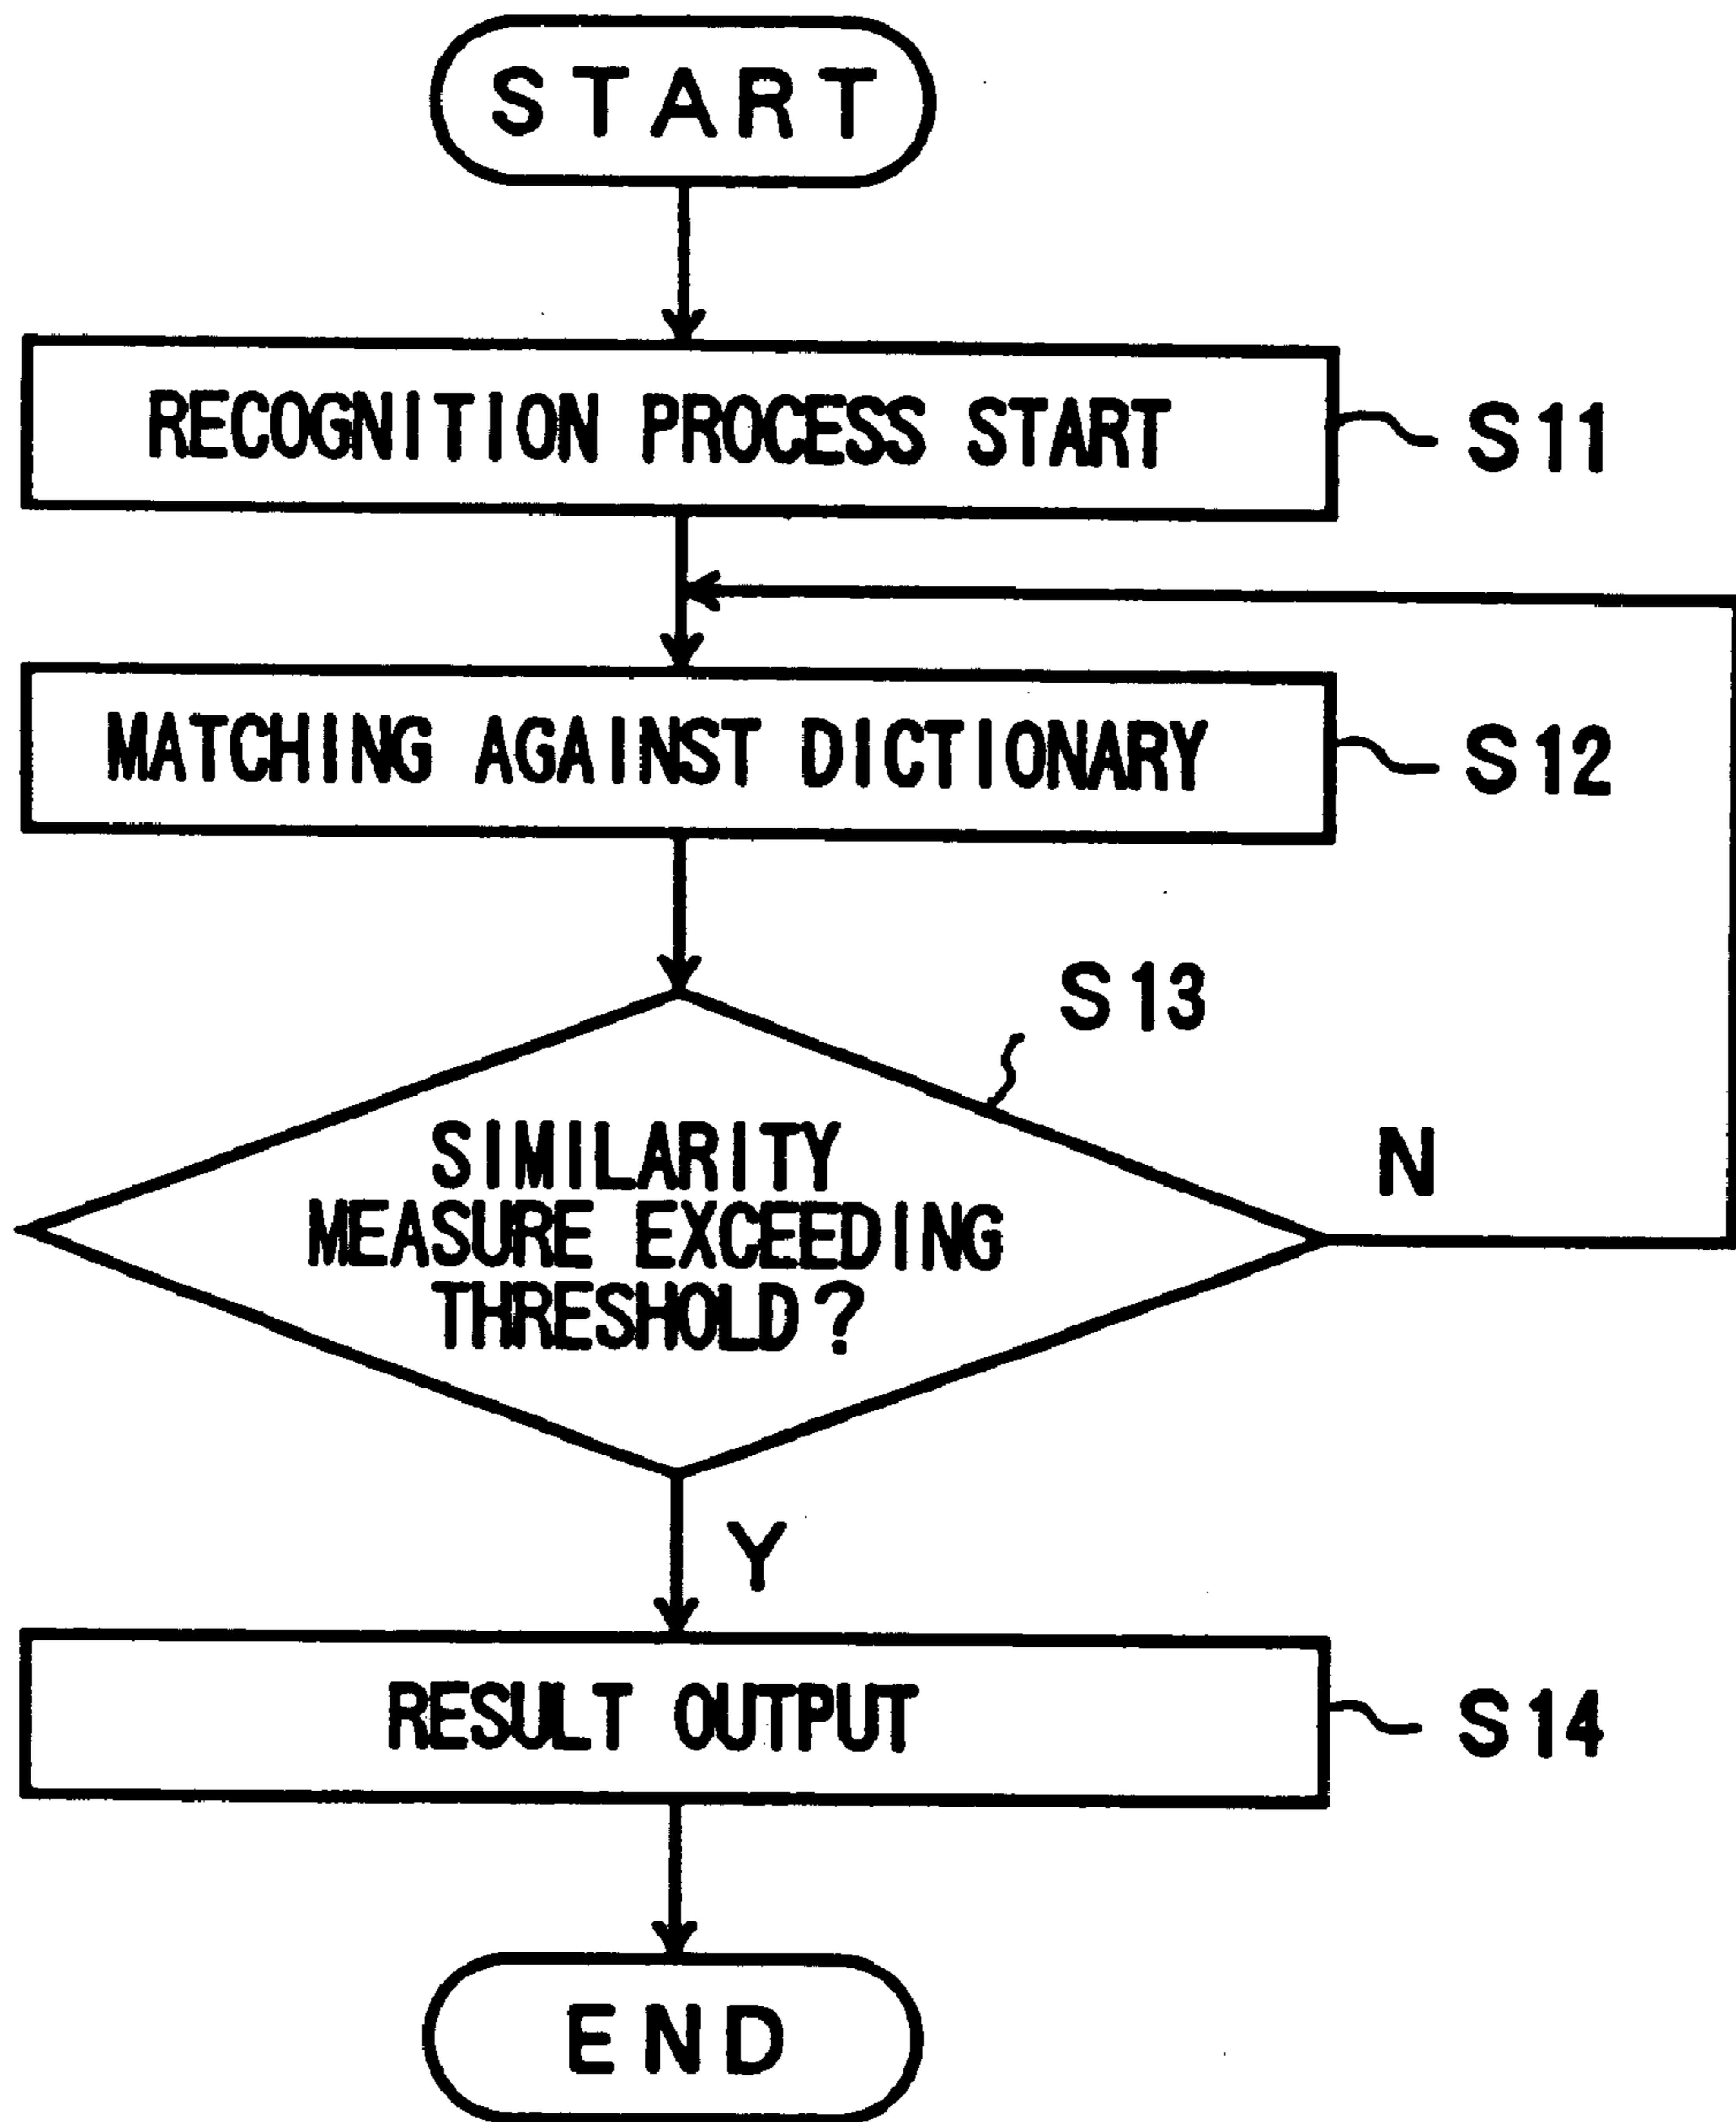 START
RECOGNITION PROCESS START
S11
MATCHING AGAINST DICTIONARY
S12
S13
SIMILARITY
MEASURE EXCEEDING
THRESHOLD?
N
Y
RESULT OUTPUT
S14
END